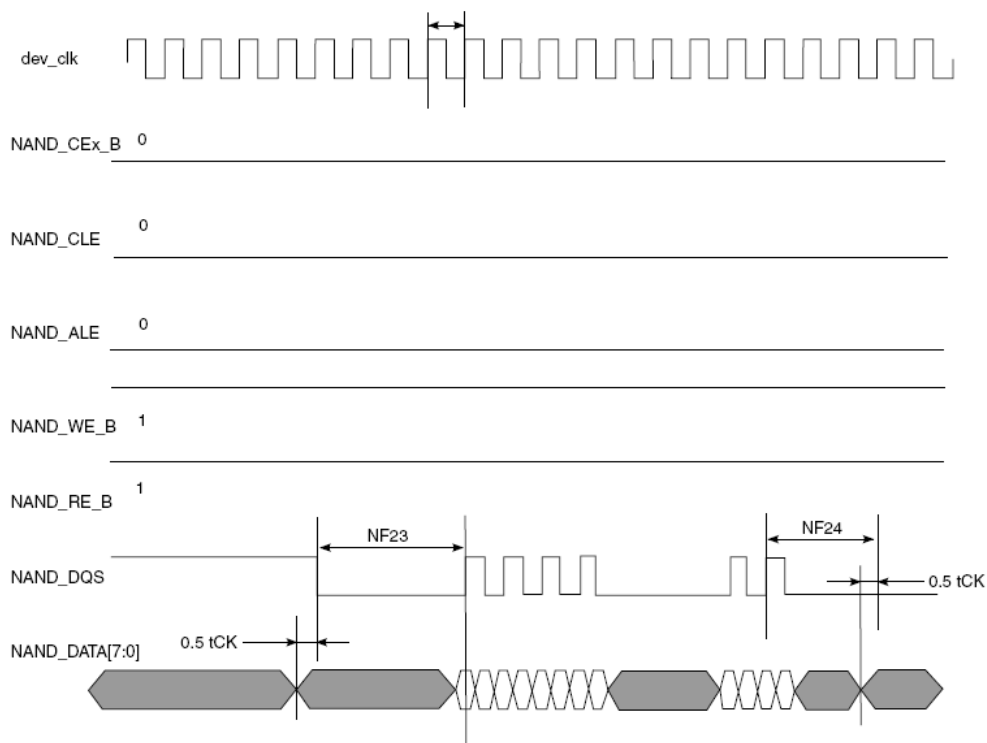 dev_clk
NAND_CEx_B 0
NAND_CLE 0
NAND_ALE 0
NAND_WE_B 1
NAND_RE_B 1
NF23
NF24
NAND_DQS
0.5 tCK
0.5 tCK
NAND_DATA[7:0]